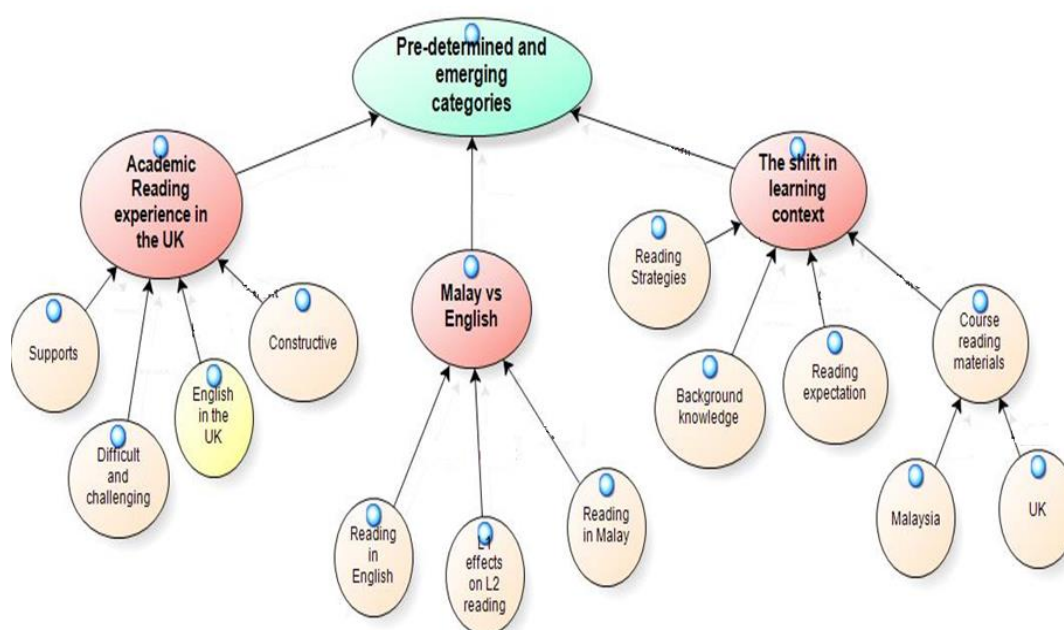 Pre-determined and
emerging
categories
Academic
Reading
experience in
the UK
The shift in
learning
context
Malay vs
English
Supports
Difficult
and
challenging
English
in the
UK
Constructive
Reading
in
English
L1
effects
on L2
reading
Reading
in Malay
Reading
Strategies
Background
knowledge
Reading
expectation
Course
reading
materials
Malaysia
UK